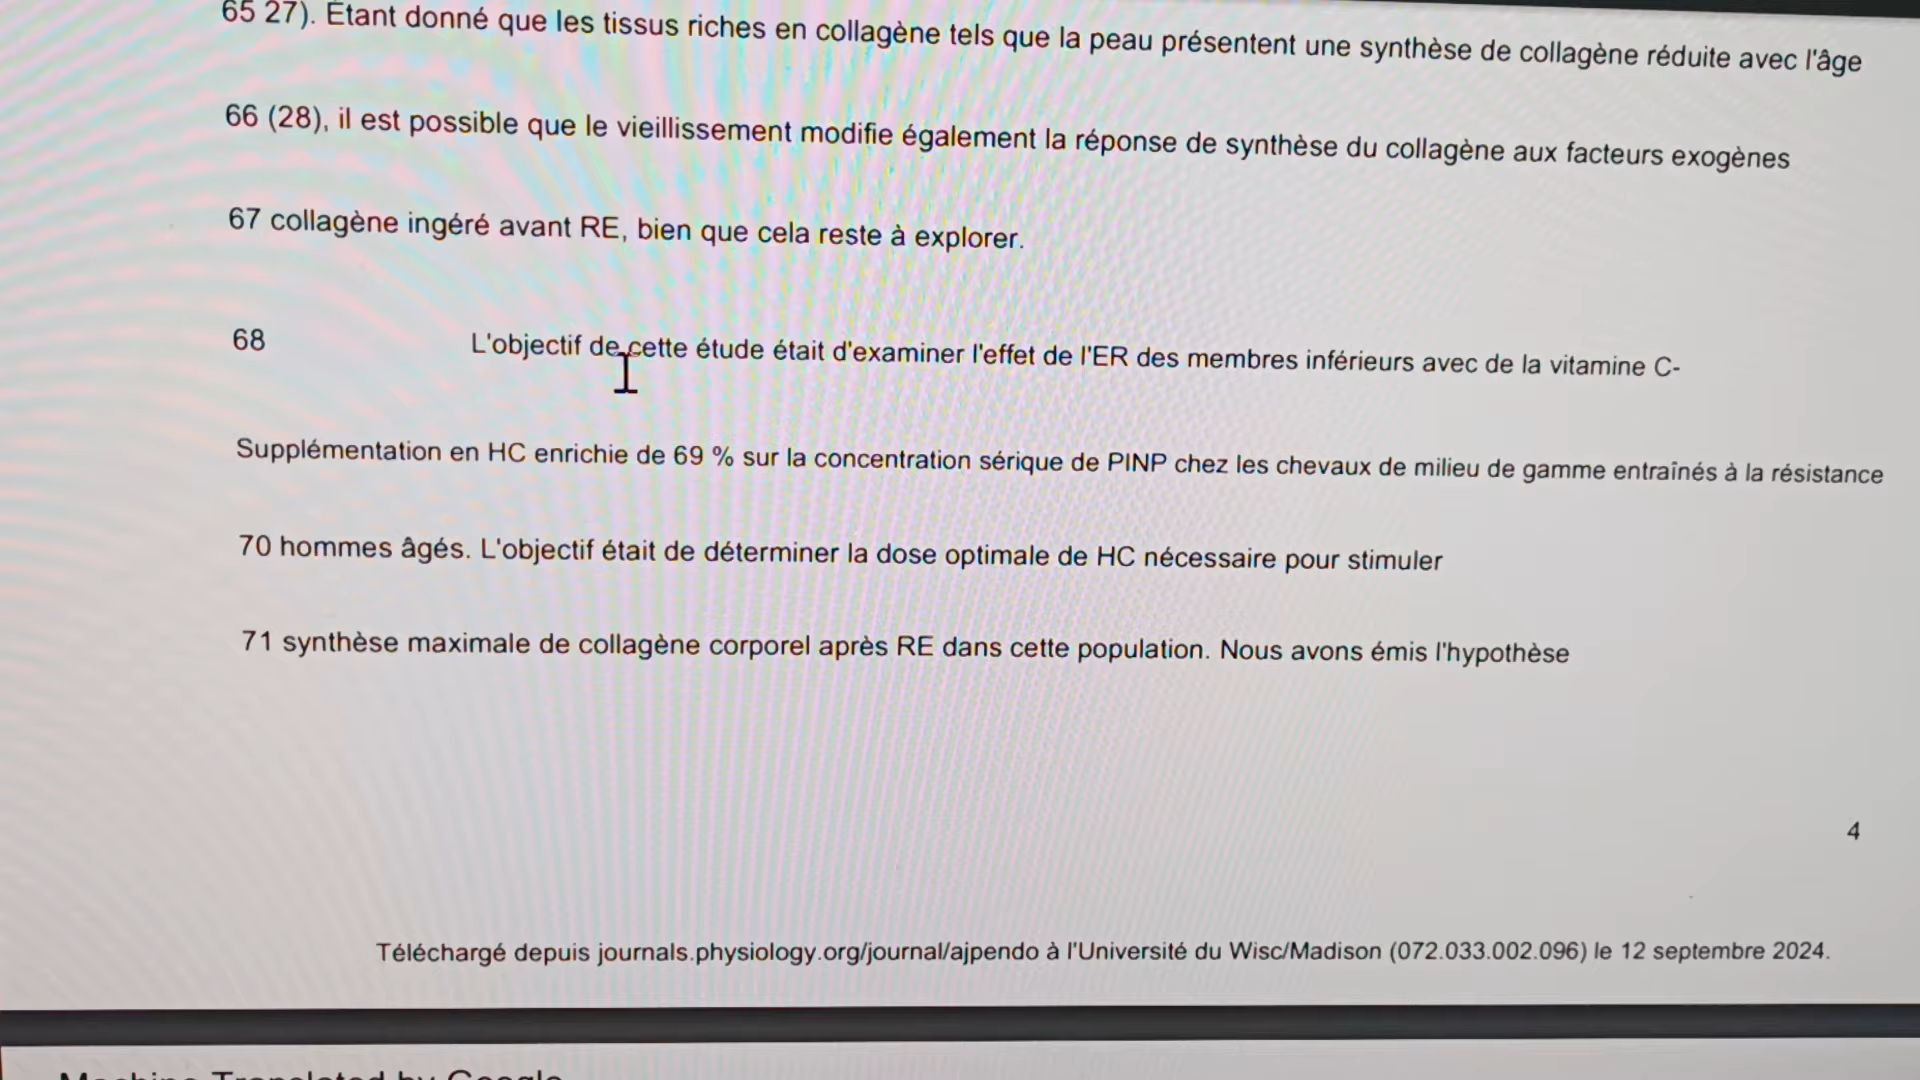 65 27). Étant donné que les tissus riches en collagène tels que la peau présentent une synthèse de collagène réduite avec l'âge
66 (28), il est possible que le vieillissement modifie également la réponse de synthèse du collagène aux facteurs exogènes
67 collagène ingéré avant RE, bien que cela reste à explorer.
68 L'objectif de cette étude était d'examiner l'effet de l'ER des membres inférieurs avec de la vitamine C-
Supplémentation en HC enrichie de 69 % sur la concentration sérique de PINP chez les chevaux de milieu de gamme entraînés à la résistance
70 hommes âgés. L'objectif était de déterminer la dose optimale de HC nécessaire pour stimuler
71 synthèse maximale de collagène corporel après RE dans cette population. Nous avons émis l'hypothèse
4
Téléchargé depuis journals.physiology.org/journal/ajpendo à l'Université du Wisc/Madison (072.033.002.096) le 12 septembre 2024.
Machine Translated by Google